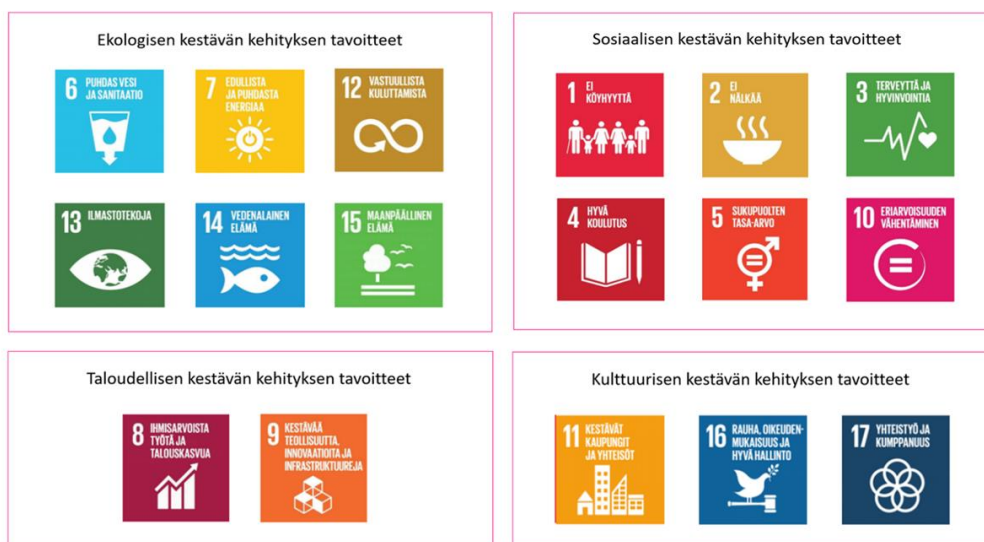 Ekologisen kestävän kehityksen tavoitteet
6 PUHDAS VESI
JA SANITAATIO
7 EDULLISTA
JA PUHDASTA
ENERGIAA
12 VASTUULLISTA
KULUTTAMISTA
13 ILMASTOTEKOJA
14 VEDENALAINEN
ELÄMÄ
15 MAANPÄÄLLINEN
ELÄMÄ
Sosiaalisen kestävän kehityksen tavoitteet
1 EI
KÖYHYYTTÄ
2 EI
NÄLKÄÄ
3 TERVEYTTÄ JA
HYVINVOINTIA
4 HYVÄ
KOULUTUS
5 SUKUPUOLTEN
TASA-ARVO
10 ERIARVOISUUDEN
VÄHENTÄMINEN
Taloudellisen kestävän kehityksen tavoitteet
8 IHMISARVOISTA
TYÖTÄ JA
TALOUSKASVUA
9 KESTÄVÄÄ
TEOLLISUUTTA,
INNOVAATIOITA JA
INFRASTRUKTUUREJA
Kulttuurisen kestävän kehityksen tavoitteet
11 KESTÄVÄT
KAUPUNGIT
JA YHTEISÖT
16 RAUHA, OIKEUDEN-
MUKAISUUS JA
HYVÄ HALLINTO
17 YHTEISTYÖ JA
KUMPPANUUS